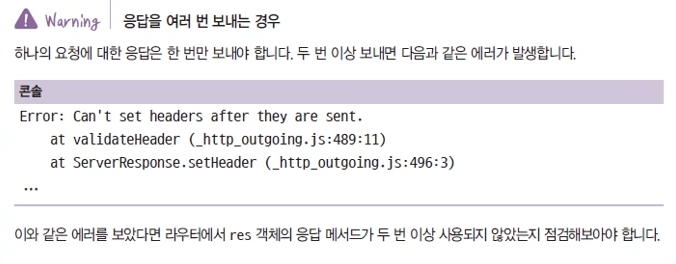 Warning 응답을 여러 번 보내는 경우
하나의 요청에 대한 응답은 한 번만 보내야 합니다. 두 번 이상 보내면 다음과 같은 에러가 발생합니다.
콘솔
Error: Can't set headers after they are sent.
    at validateHeader (_http_outgoing.js:489:11)
    at ServerResponse.setHeader (_http_outgoing.js:496:3)
...
이와 같은 에러를 보았다면 라우터에서 res 객체의 응답 메서드가 두 번 이상 사용되지 않았는지 점검해보아야 합니다.